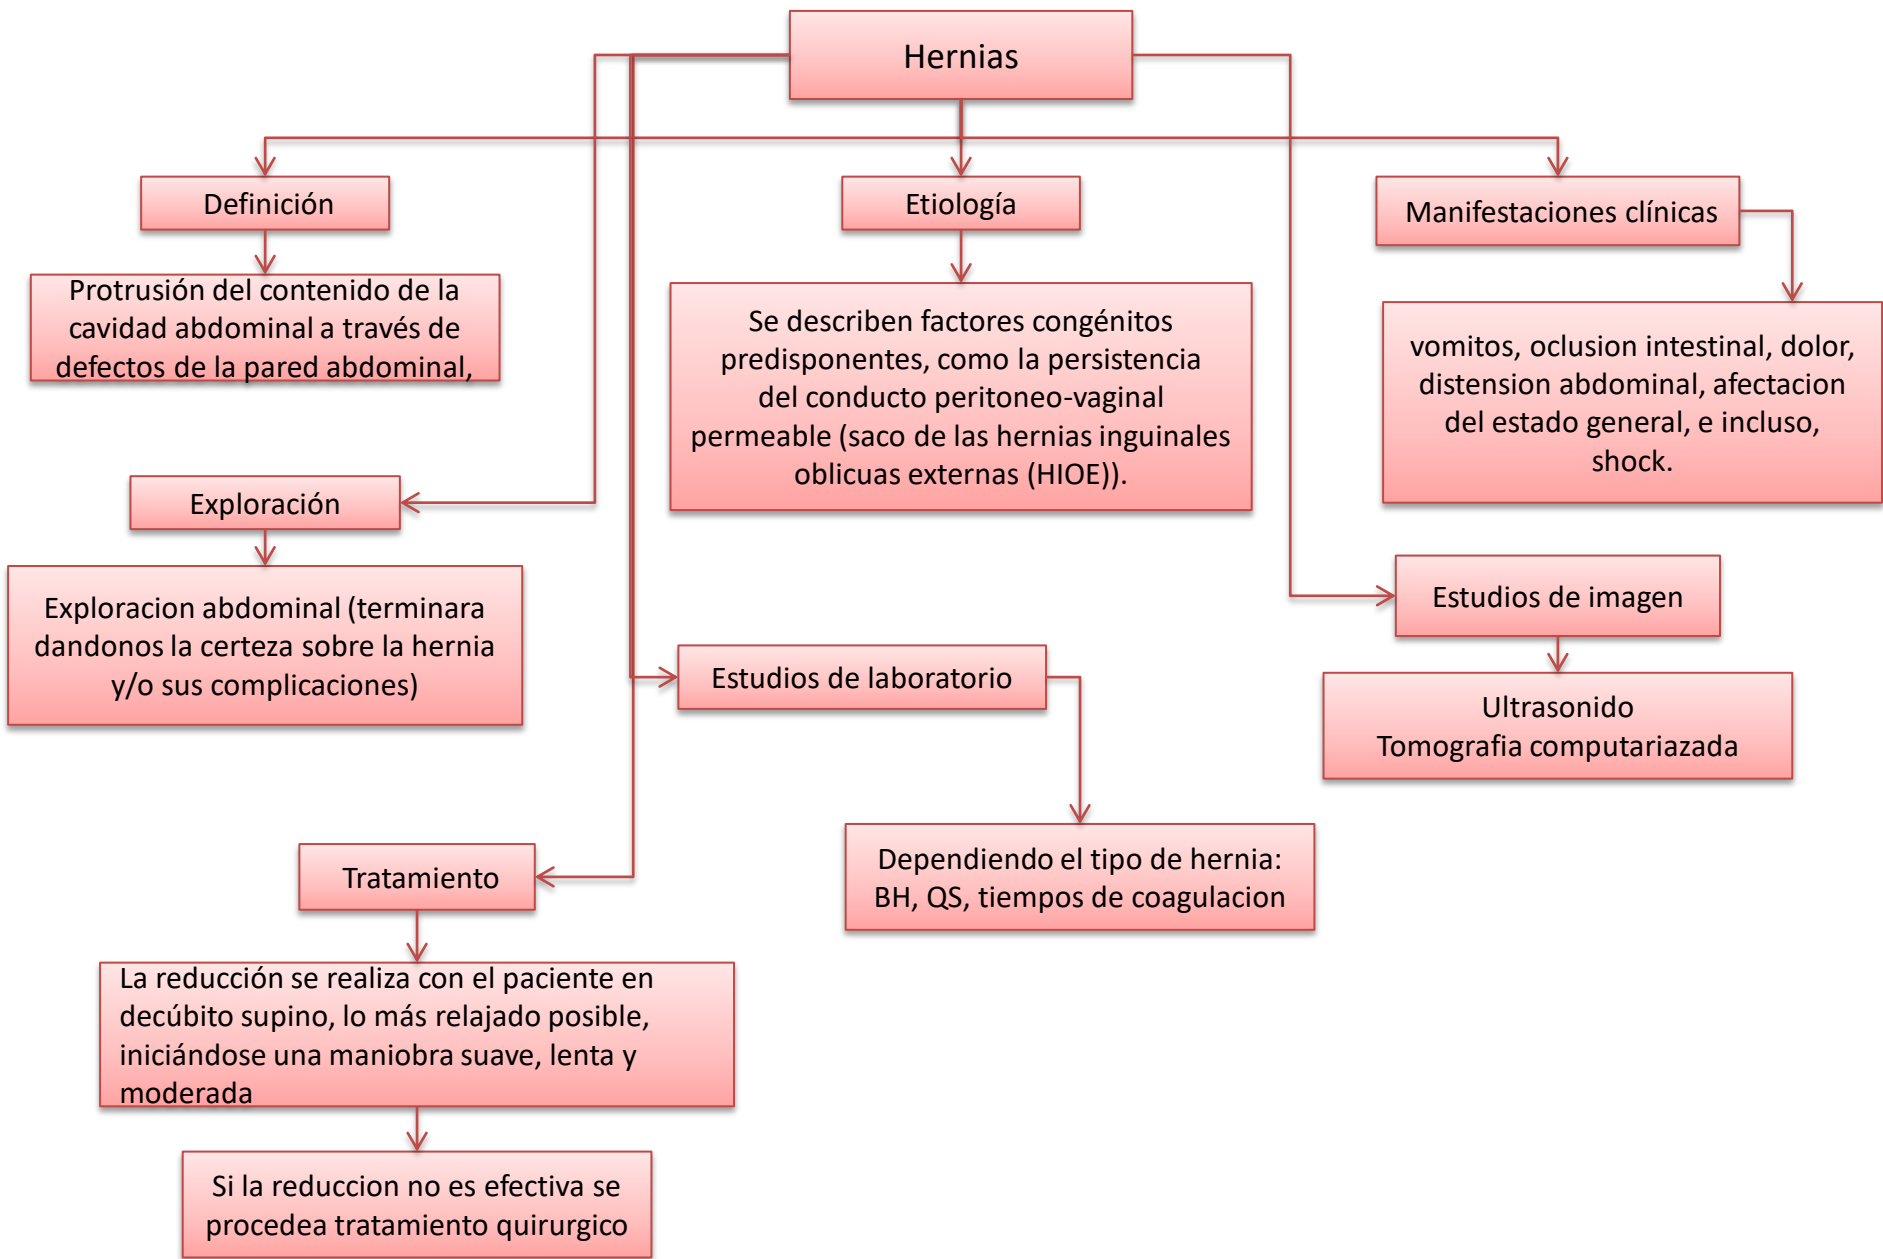 Hernias
Definición
Protrusión del contenido de la
cavidad abdominal a través de
defectos de la pared abdominal,
Etiología
Se describen factores congénitos
predisponentes, como la persistencia
del conducto peritoneo-vaginal
permeable (saco de las hernias inguinales
oblicuas externas (HIOE)).
Manifestaciones clínicas
vomitos, oclusion intestinal, dolor,
distension abdominal, afectacion
del estado general, e incluso,
shock.
Exploración
Exploracion abdominal (terminara
dandonos la certeza sobre la hernia
y/o sus complicaciones)
Estudios de laboratorio
Dependiendo el tipo de hernia:
BH, QS, tiempos de coagulacion
Estudios de imagen
Ultrasonido
Tomografia computariazada
Tratamiento
La reducción se realiza con el paciente en
decúbito supino, lo más relajado posible,
iniciándose una maniobra suave, lenta y
moderada
Si la reduccion no es efectiva se
procedea tratamiento quirurgico